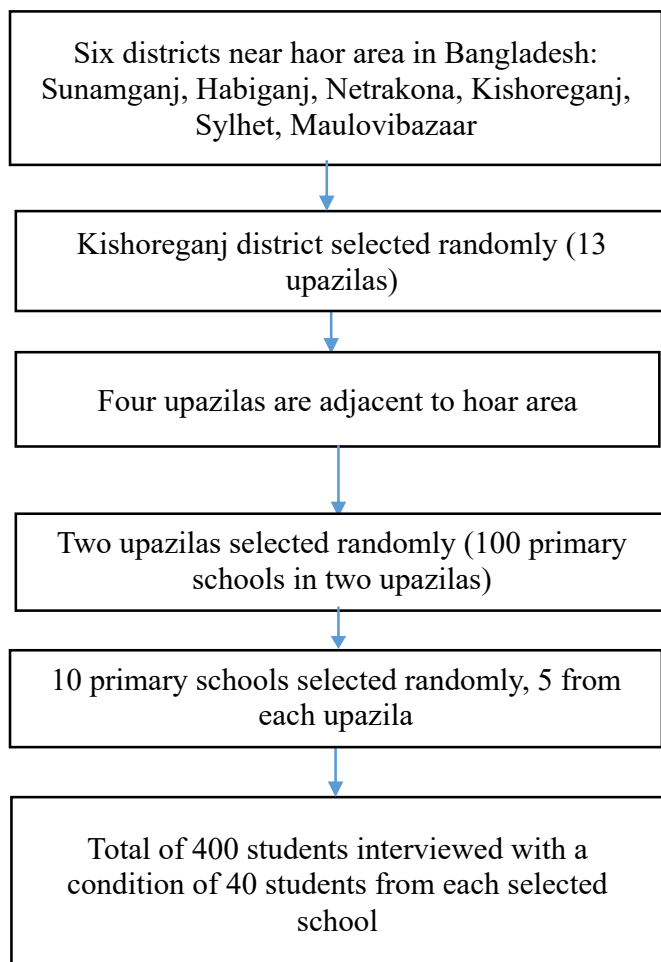 Six districts near haor area in Bangladesh:
Sunamganj, Habiganj, Netrakona, Kishoreganj,
Sylhet, Maulovibazaar
Kishoreganj district selected randomly (13
upazilas)
Four upazilas are adjacent to hoar area
Two upazilas selected randomly (100 primary
schools in two upazilas)
10 primary schools selected randomly, 5 from
each upazila
Total of 400 students interviewed with a
condition of 40 students from each selected
school